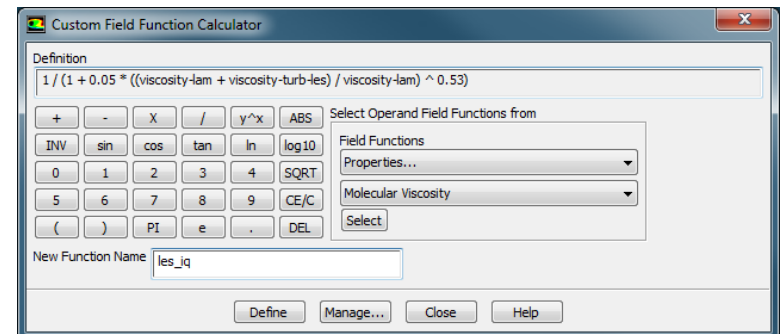 Custom Field Function Calculator
X
Definition
1 / (1 + 0.05 * ((viscosity-lam + viscosity-turb-les) / viscosity-lam) ^ 0.53)
+ - X / y^x ABS
INV sin cos tan ln log10
0 1 2 3 4 SQRT
5 6 7 8 9 CE/C
( ) PI e . DEL
Select Operand Field Functions from
Field Functions
Properties...
Molecular Viscosity
Select
New Function Name les_iq
Define Manage... Close Help